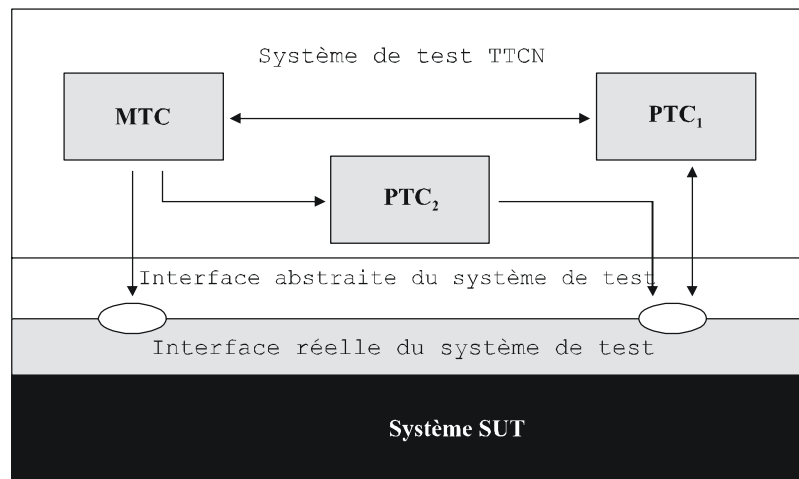 Système de test TTCN
MTC
PTC₁
PTC₂
Interface abstraite du système de test
Interface réelle du système de test
Système SUT